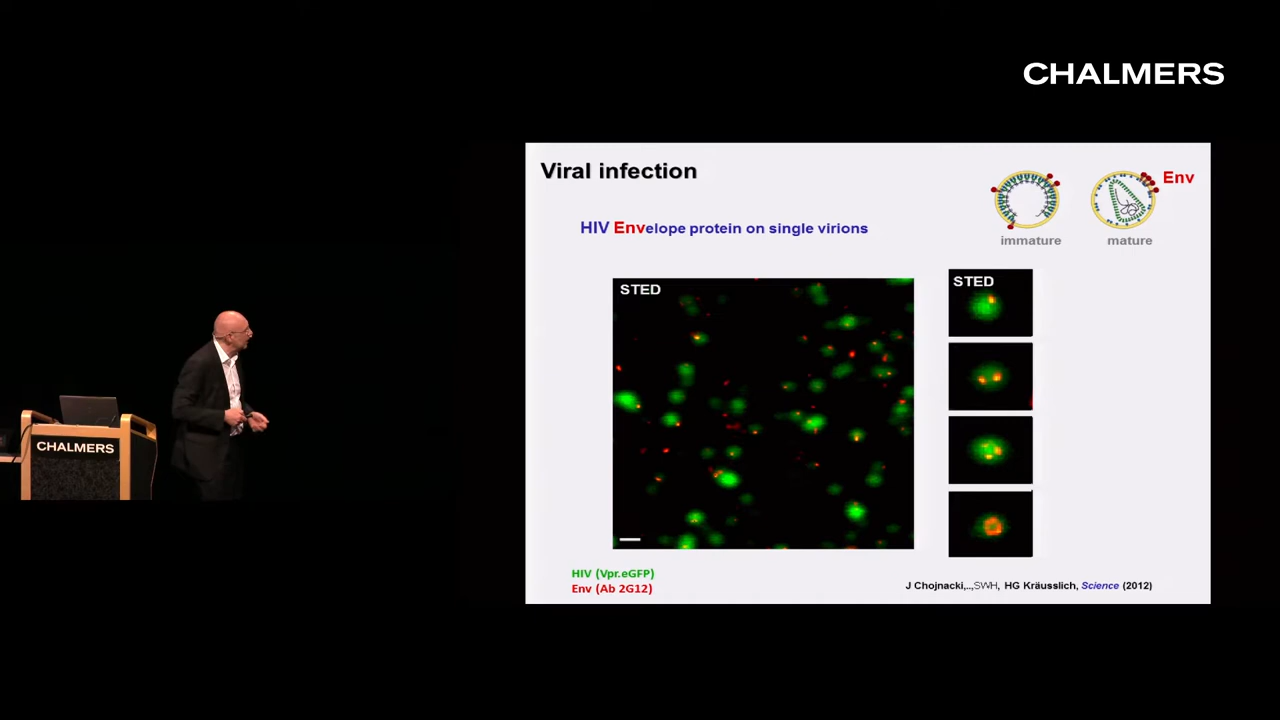 CHALMERS
Viral infection
Env
HIV Envelope protein on single virions
immature
mature
STED
STED
CHALMERS
HIV (Vpr.eGFP)
Env (Ab 2G12)
J Chojnacki,..,SWH, HG Kräusslich, Science (2012)